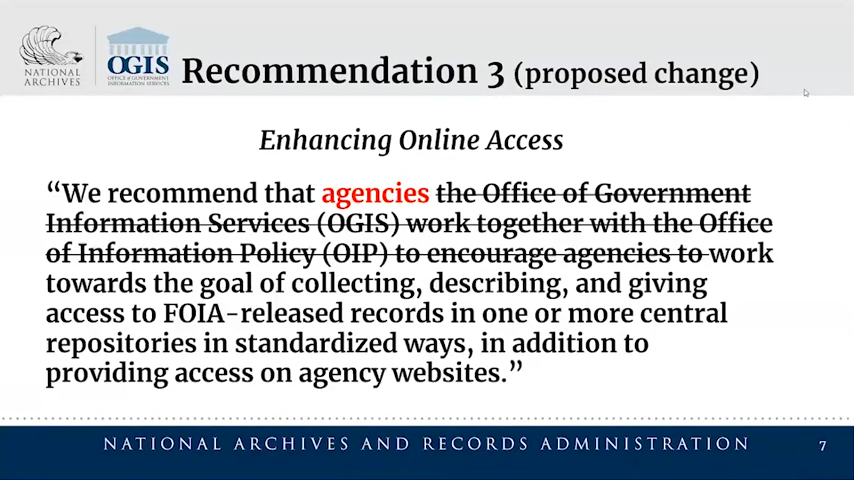 NATIONAL
ARCHIVES
OGIS
OFFICE OF GOVERNMENT
INFORMATION SERVICES
Recommendation 3 (proposed change)
Enhancing Online Access
“We recommend that agencies the Office of Government
Information Services (OGIS) work together with the Office
of Information Policy (OIP) to encourage agencies to work
towards the goal of collecting, describing, and giving
access to FOIA-released records in one or more central
repositories in standardized ways, in addition to
providing access on agency websites.”
NATIONAL ARCHIVES AND RECORDS ADMINISTRATION
7